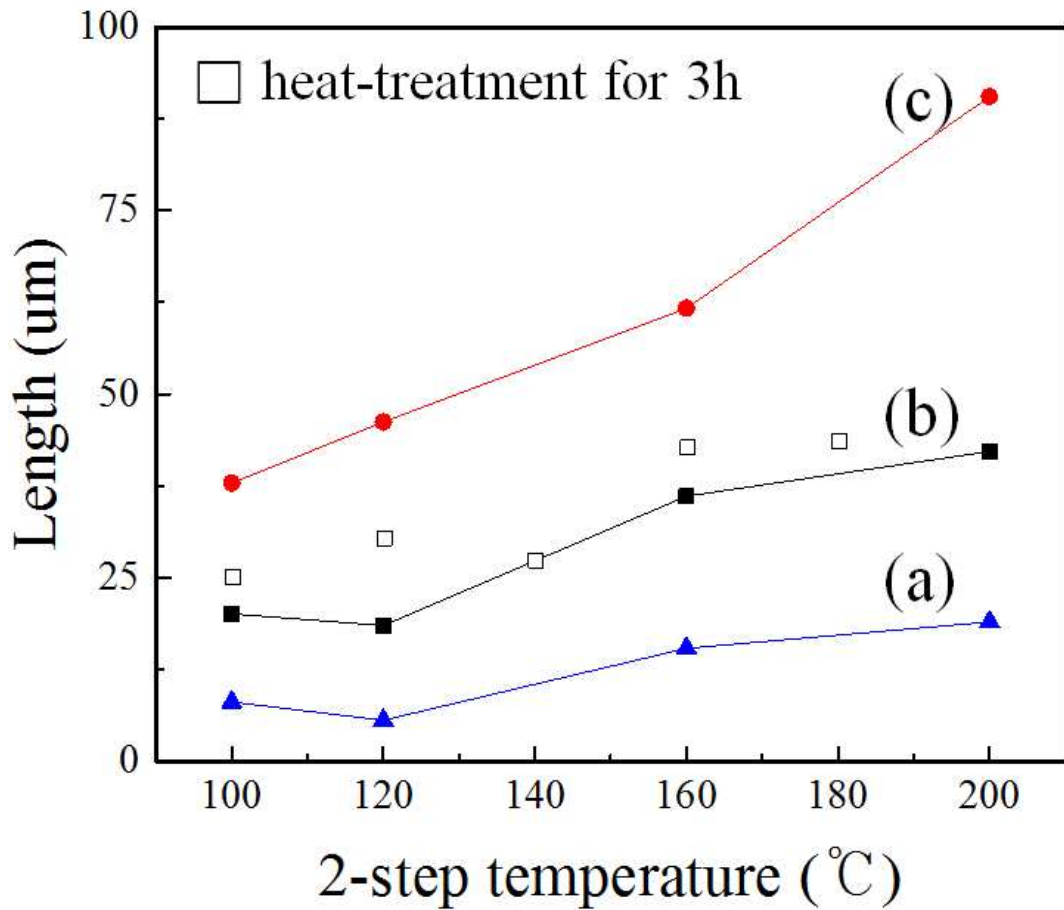 100
□ heat-treatment for 3h
(c)
75
50
(b)
25
(a)
0
100 120 140 160 180 200
Length (um)
2-step temperature (℃)